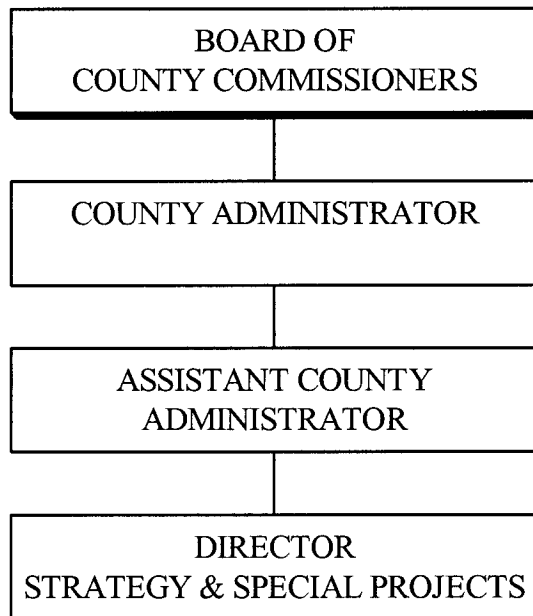 BOARD OF
COUNTY COMMISSIONERS
COUNTY ADMINISTRATOR
ASSISTANT COUNTY
ADMINISTRATOR
DIRECTOR
STRATEGY & SPECIAL PROJECTS